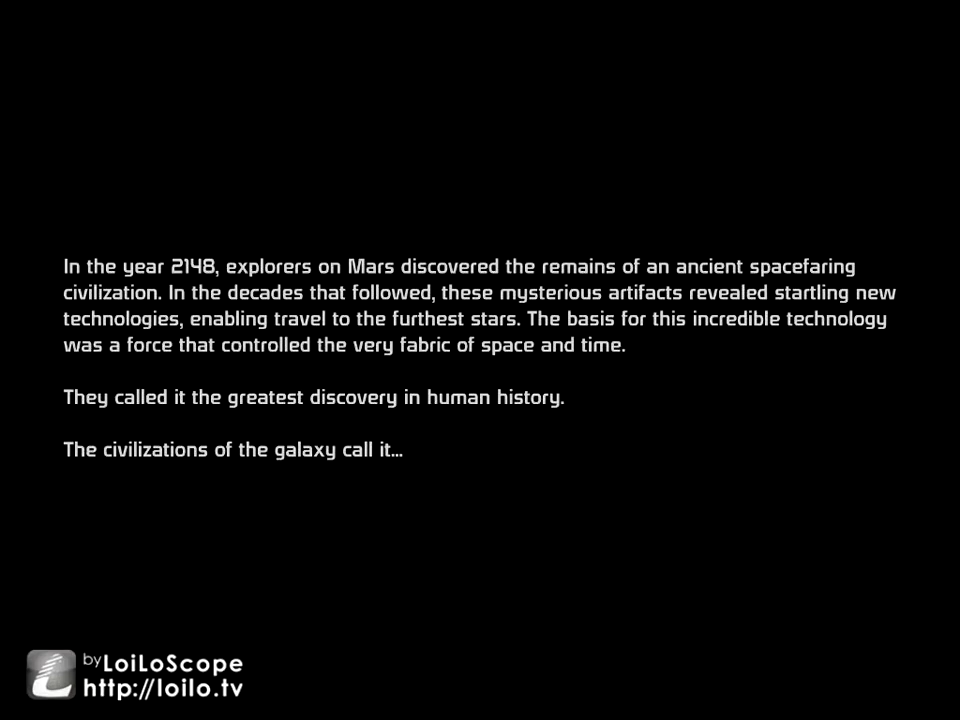 In the year 2148, explorers on Mars discovered the remains of an ancient spacefaring
civilization. In the decades that followed, these mysterious artifacts revealed startling new
technologies, enabling travel to the furthest stars. The basis for this incredible technology
was a force that controlled the very fabric of space and time.
They called it the greatest discovery in human history.
The civilizations of the galaxy call it...
by LoiLoScope
http://loilo.tv